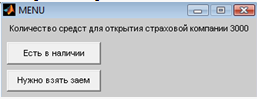 MENU
Количество средст для открытия страховой компании 3000
Есть в наличии
Нужно взять заем